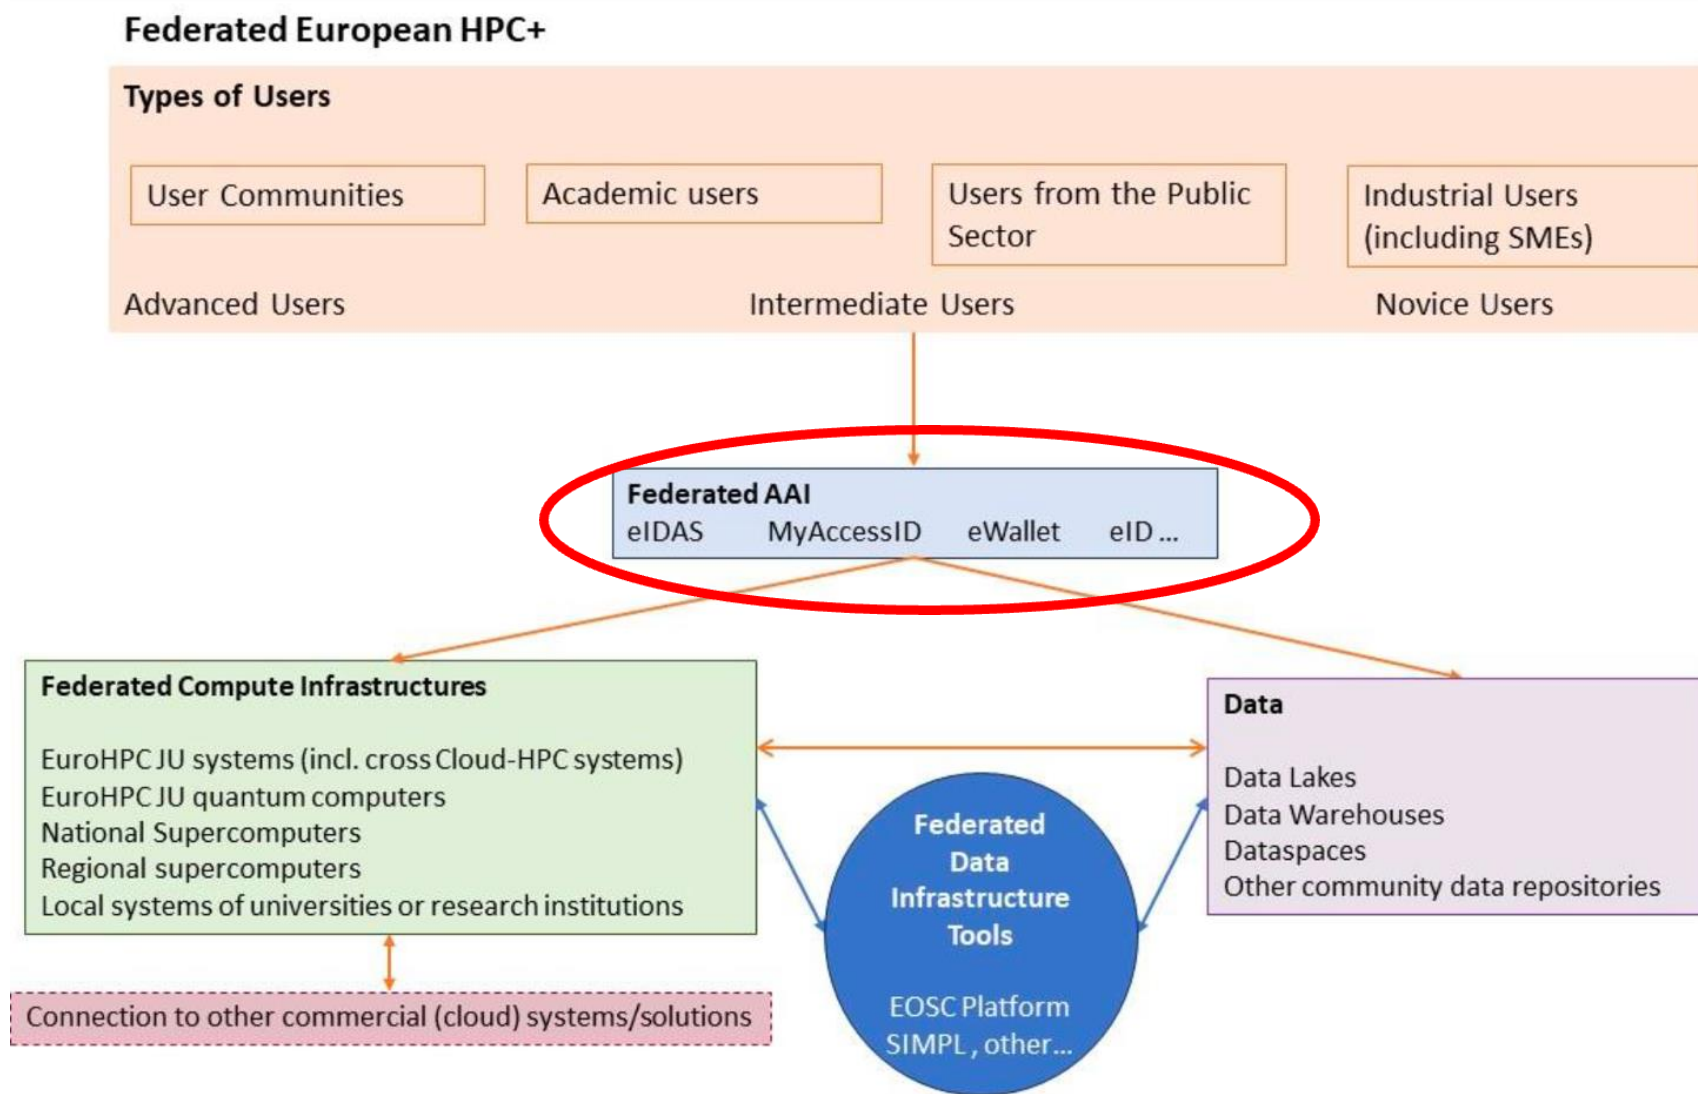 Federated European HPC+
Types of Users
User Communities
Academic users
Users from the Public
Sector
Industrial Users
(including SMEs)
Advanced Users
Intermediate Users
Novice Users
Federated AAI
eIDAS MyAccessID eWallet eID ...
Federated Compute Infrastructures
EuroHPC JU systems (incl. cross Cloud-HPC systems)
EuroHPC JU quantum computers
National Supercomputers
Regional supercomputers
Local systems of universities or research institutions
Connection to other commercial (cloud) systems/solutions
Federated
Data
Infrastructure
Tools
EOSC Platform
SIMPL , other...
Data
Data Lakes
Data Warehouses
Dataspaces
Other community data repositories